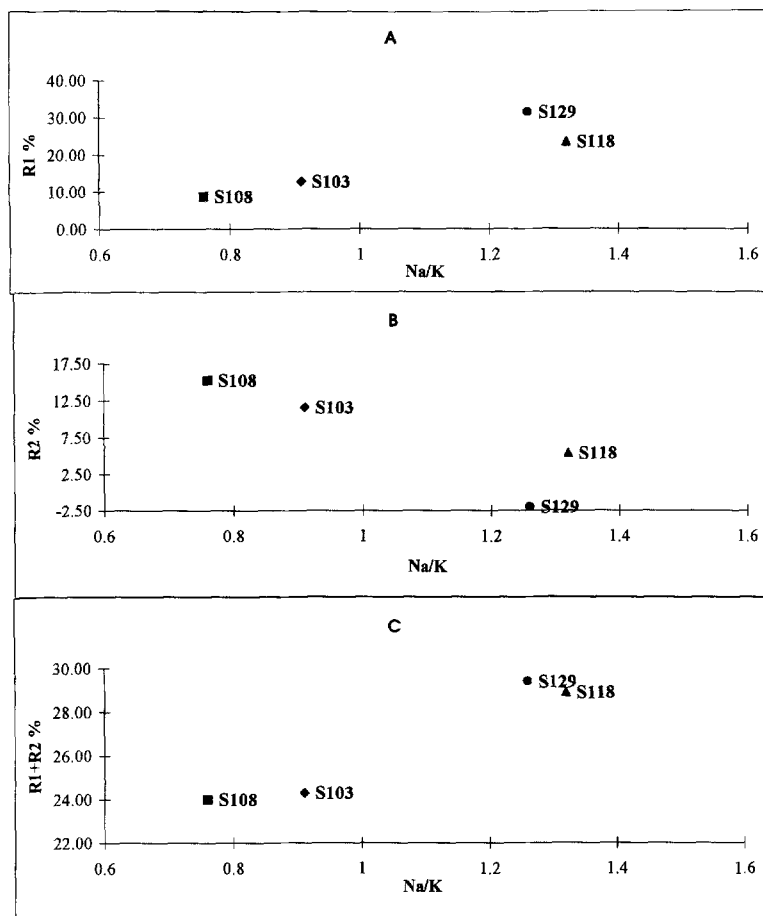 A
40.00
30.00
20.00
10.00
0.00
R1 %
S129
S118
S103
S108
0.6 0.8 1 1.2 1.4 1.6
Na/K
B
17.50
12.50
7.50
2.50
-2.50
R2 %
S108
S103
S118
S129
0.6 0.8 1 1.2 1.4 1.6
Na/K
C
30.00
28.00
26.00
24.00
22.00
R1+R2 %
S129
S118
S108
S103
0.6 0.8 1 1.2 1.4 1.6
Na/K